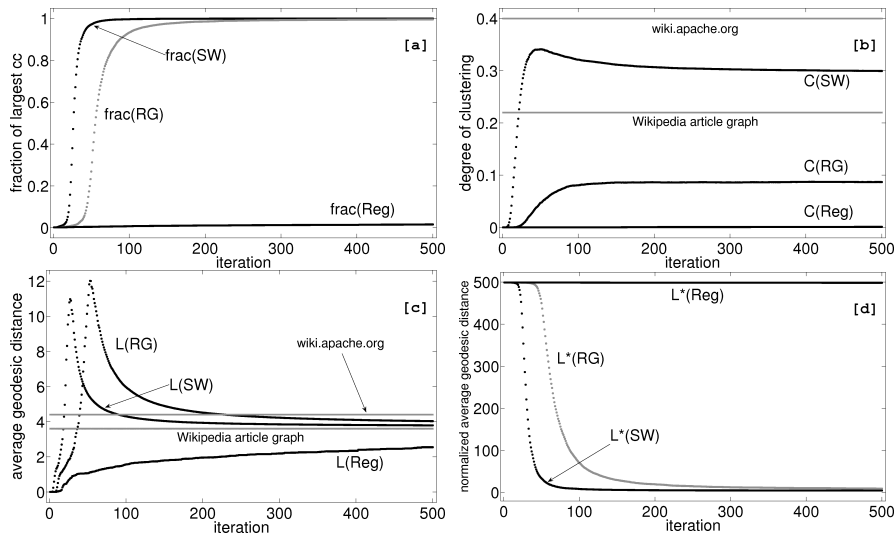 1
0.8
0.6
0.4
0.2
0
fraction of largest cc
frac(SW)
frac(RG)
frac(Reg)
[a]
0 100 200 300 400 500
iteration
0.4
0.3
0.2
0.1
0
degree of clustering
wiki.apache.org
[b]
C(SW)
Wikipedia article graph
C(RG)
C(Reg)
0 100 200 300 400 500
iteration
12
10
8
6
4
2
0
average geodesic distance
[c]
L(RG)
wiki.apache.org
L(SW)
Wikipedia article graph
L(Reg)
0 100 200 300 400 500
iteration
500
400
300
200
100
0
normalized average geodesic distance
L*(Reg)
[d]
L*(RG)
L*(SW)
0 100 200 300 400 500
iteration